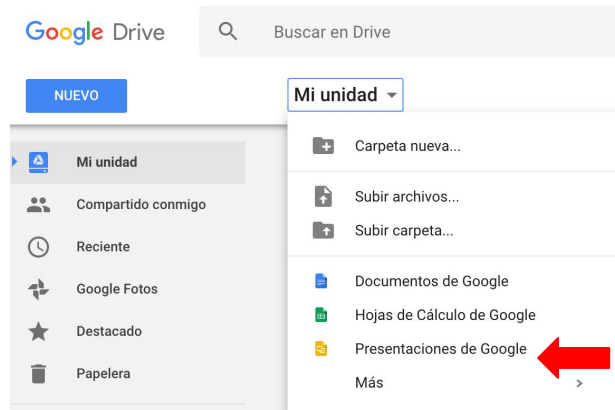 Google Drive
Buscar en Drive
NUEVO
Mi unidad
Mi unidad
Compartido conmigo
Reciente
Google Fotos
Destacado
Papelera
Carpeta nueva...
Subir archivos...
Subir carpeta...
Documentos de Google
Hojas de Cálculo de Google
Presentaciones de Google
Más